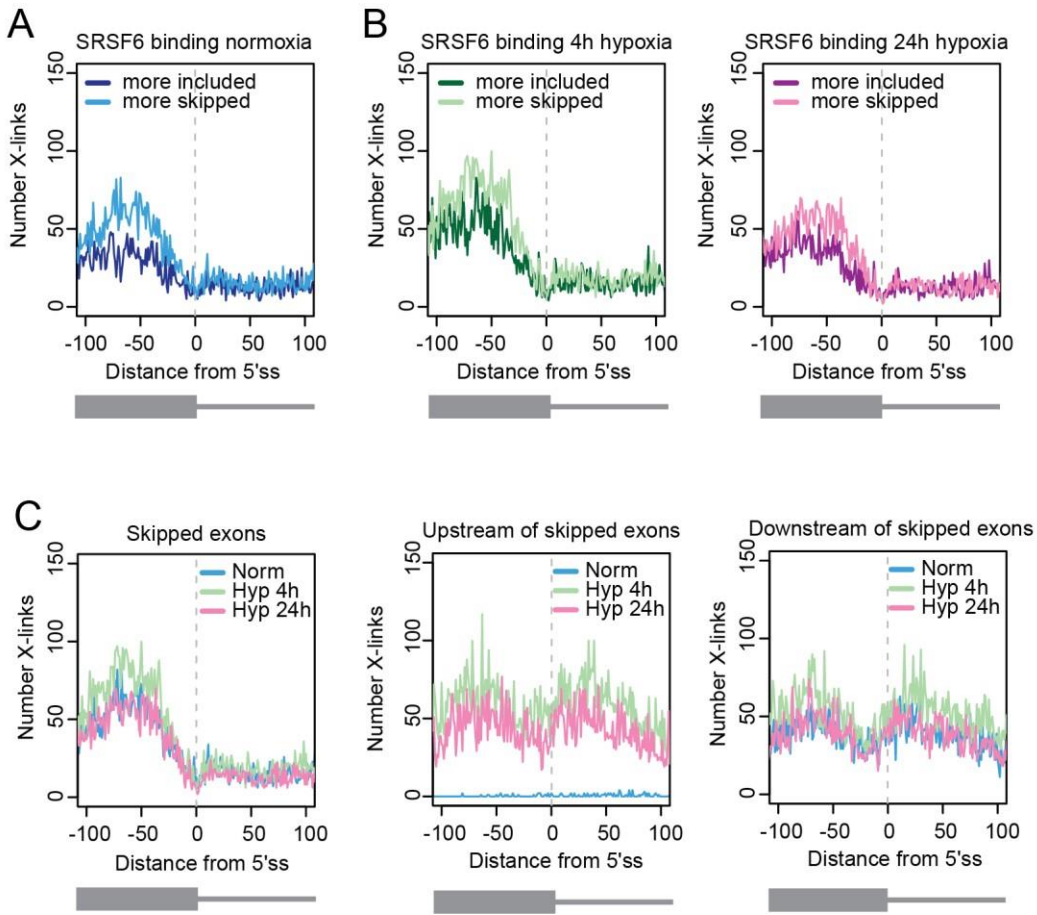 A
SRSF6 binding normoxia
more included
more skipped
Number X-links
150
100
50
0
-100 -50 0 50 100
Distance from 5'ss
B
SRSF6 binding 4h hypoxia
more included
more skipped
Number X-links
150
100
50
0
-100 -50 0 50 100
Distance from 5'ss
SRSF6 binding 24h hypoxia
more included
more skipped
Number X-links
150
100
50
0
-100 -50 0 50 100
Distance from 5'ss
C
Skipped exons
Norm
Hyp 4h
Hyp 24h
Number X-links
150
100
50
0
-100 -50 0 50 100
Distance from 5'ss
Upstream of skipped exons
Norm
Hyp 4h
Hyp 24h
Number X-links
150
100
50
0
-100 -50 0 50 100
Distance from 5'ss
Downstream of skipped exons
Norm
Hyp 4h
Hyp 24h
Number X-links
150
100
50
0
-100 -50 0 50 100
Distance from 5'ss